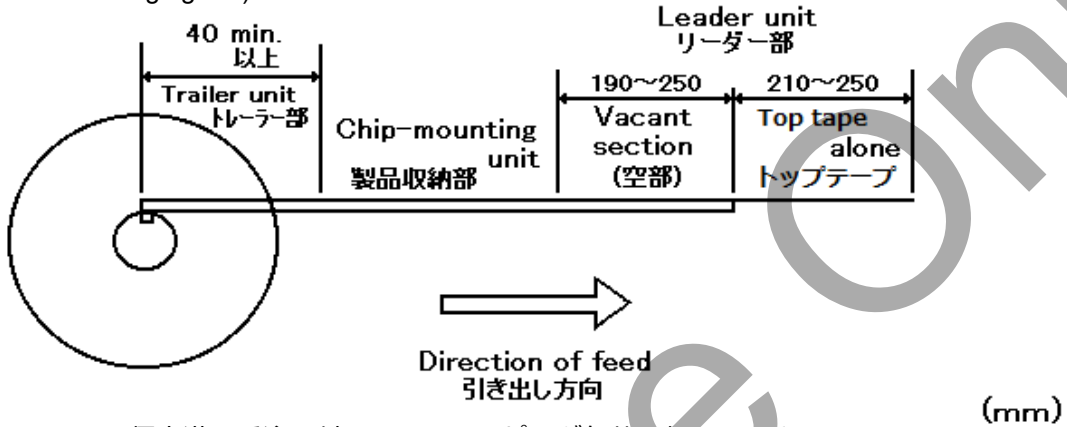 40 min.
以上
Trailer unit
トレーラー部
Chip-mounting
unit
製品収納部
Leader unit
リーダー部
190~250
Vacant
section
(空部)
210~250
Top tape
alone
トップテープ
Direction of feed
引き出し方向
(mm)